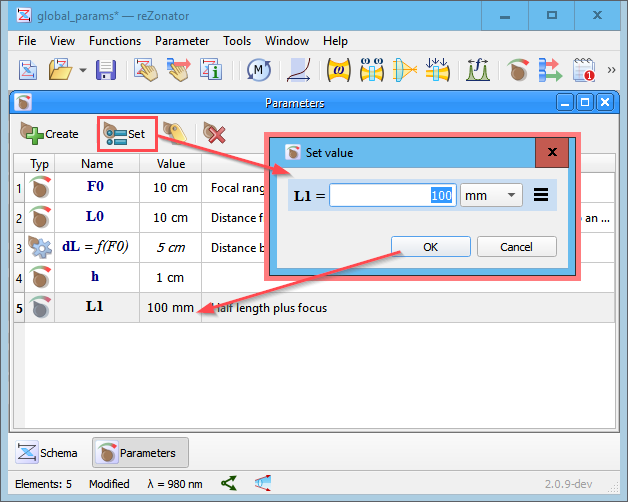 global_params* — reZonator
File View Functions Parameter Tools Window Help
Parameters
Create Set
Typ Name Value
1 F0 10 cm Focal rang
2 L0 10 cm Distance f an ...
3 dL = f(F0) 5 cm Distance b
4 h 1 cm
5 L1 100 mm Half length plus focus
Set value
L1 = 100 mm
OK Cancel
Schema Parameters
Elements: 5 Modified λ = 980 nm 2.0.9-dev